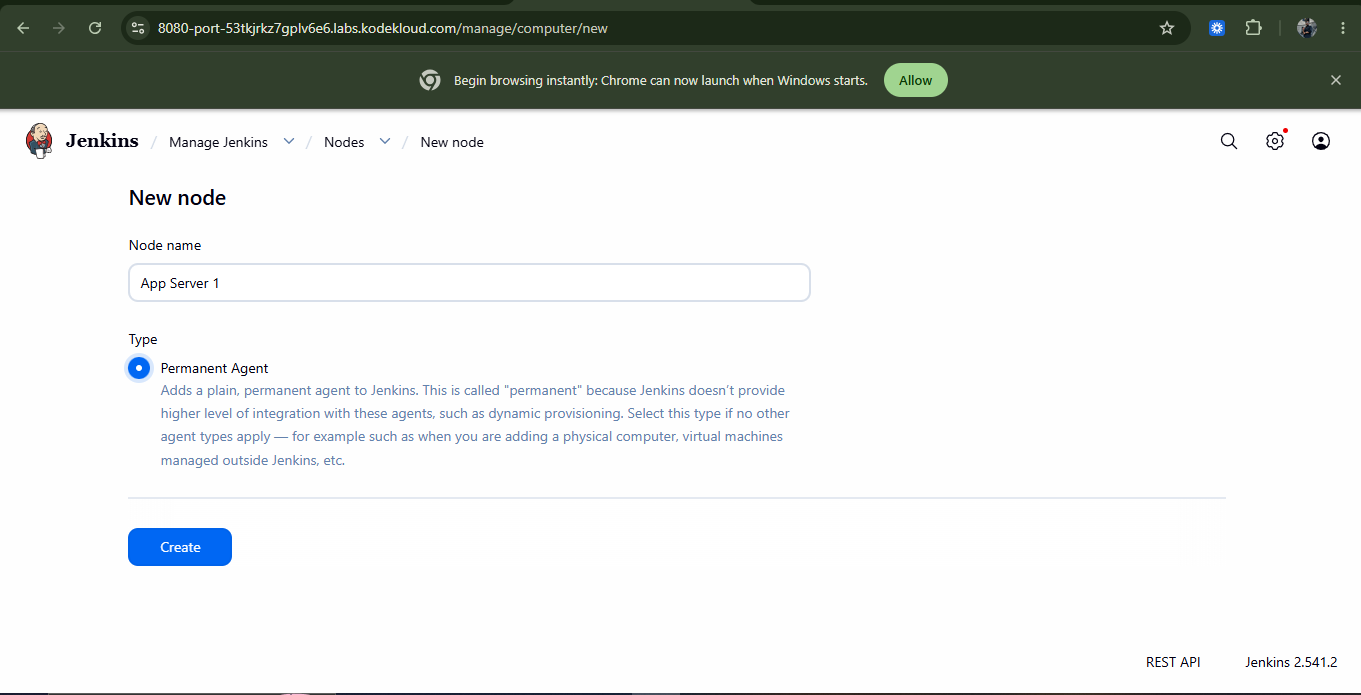 8080-port-53tkjrkz7gplv6e6.labs.kodekloud.com/manage/computer/new
Begin browsing instantly: Chrome can now launch when Windows starts. Allow
Jenkins / Manage Jenkins / Nodes / New node
New node
Node name
App Server 1
Type
Permanent Agent
Adds a plain, permanent agent to Jenkins. This is called "permanent" because Jenkins doesn’t provide
higher level of integration with these agents, such as dynamic provisioning. Select this type if no other
agent types apply — for example such as when you are adding a physical computer, virtual machines
managed outside Jenkins, etc.
Create
REST API Jenkins 2.541.2